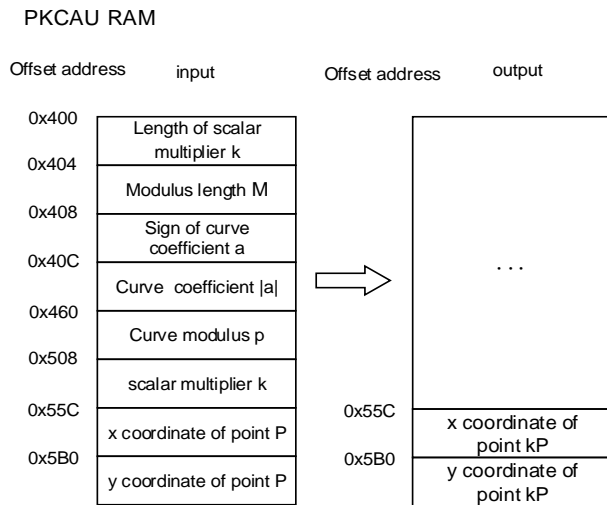 PKCAU RAM
Offset address input Offset address output
0x400
Length of scalar
multiplier k
0x404
Modulus length M
0x408
Sign of curve
coefficient a
0x40C
Curve coefficient |a|
0x460
Curve modulus p
0x508
scalar multiplier k
0x55C
x coordinate of point P
0x5B0
y coordinate of point P
...
0x55C
x coordinate of
point kP
0x5B0
y coordinate of
point kP